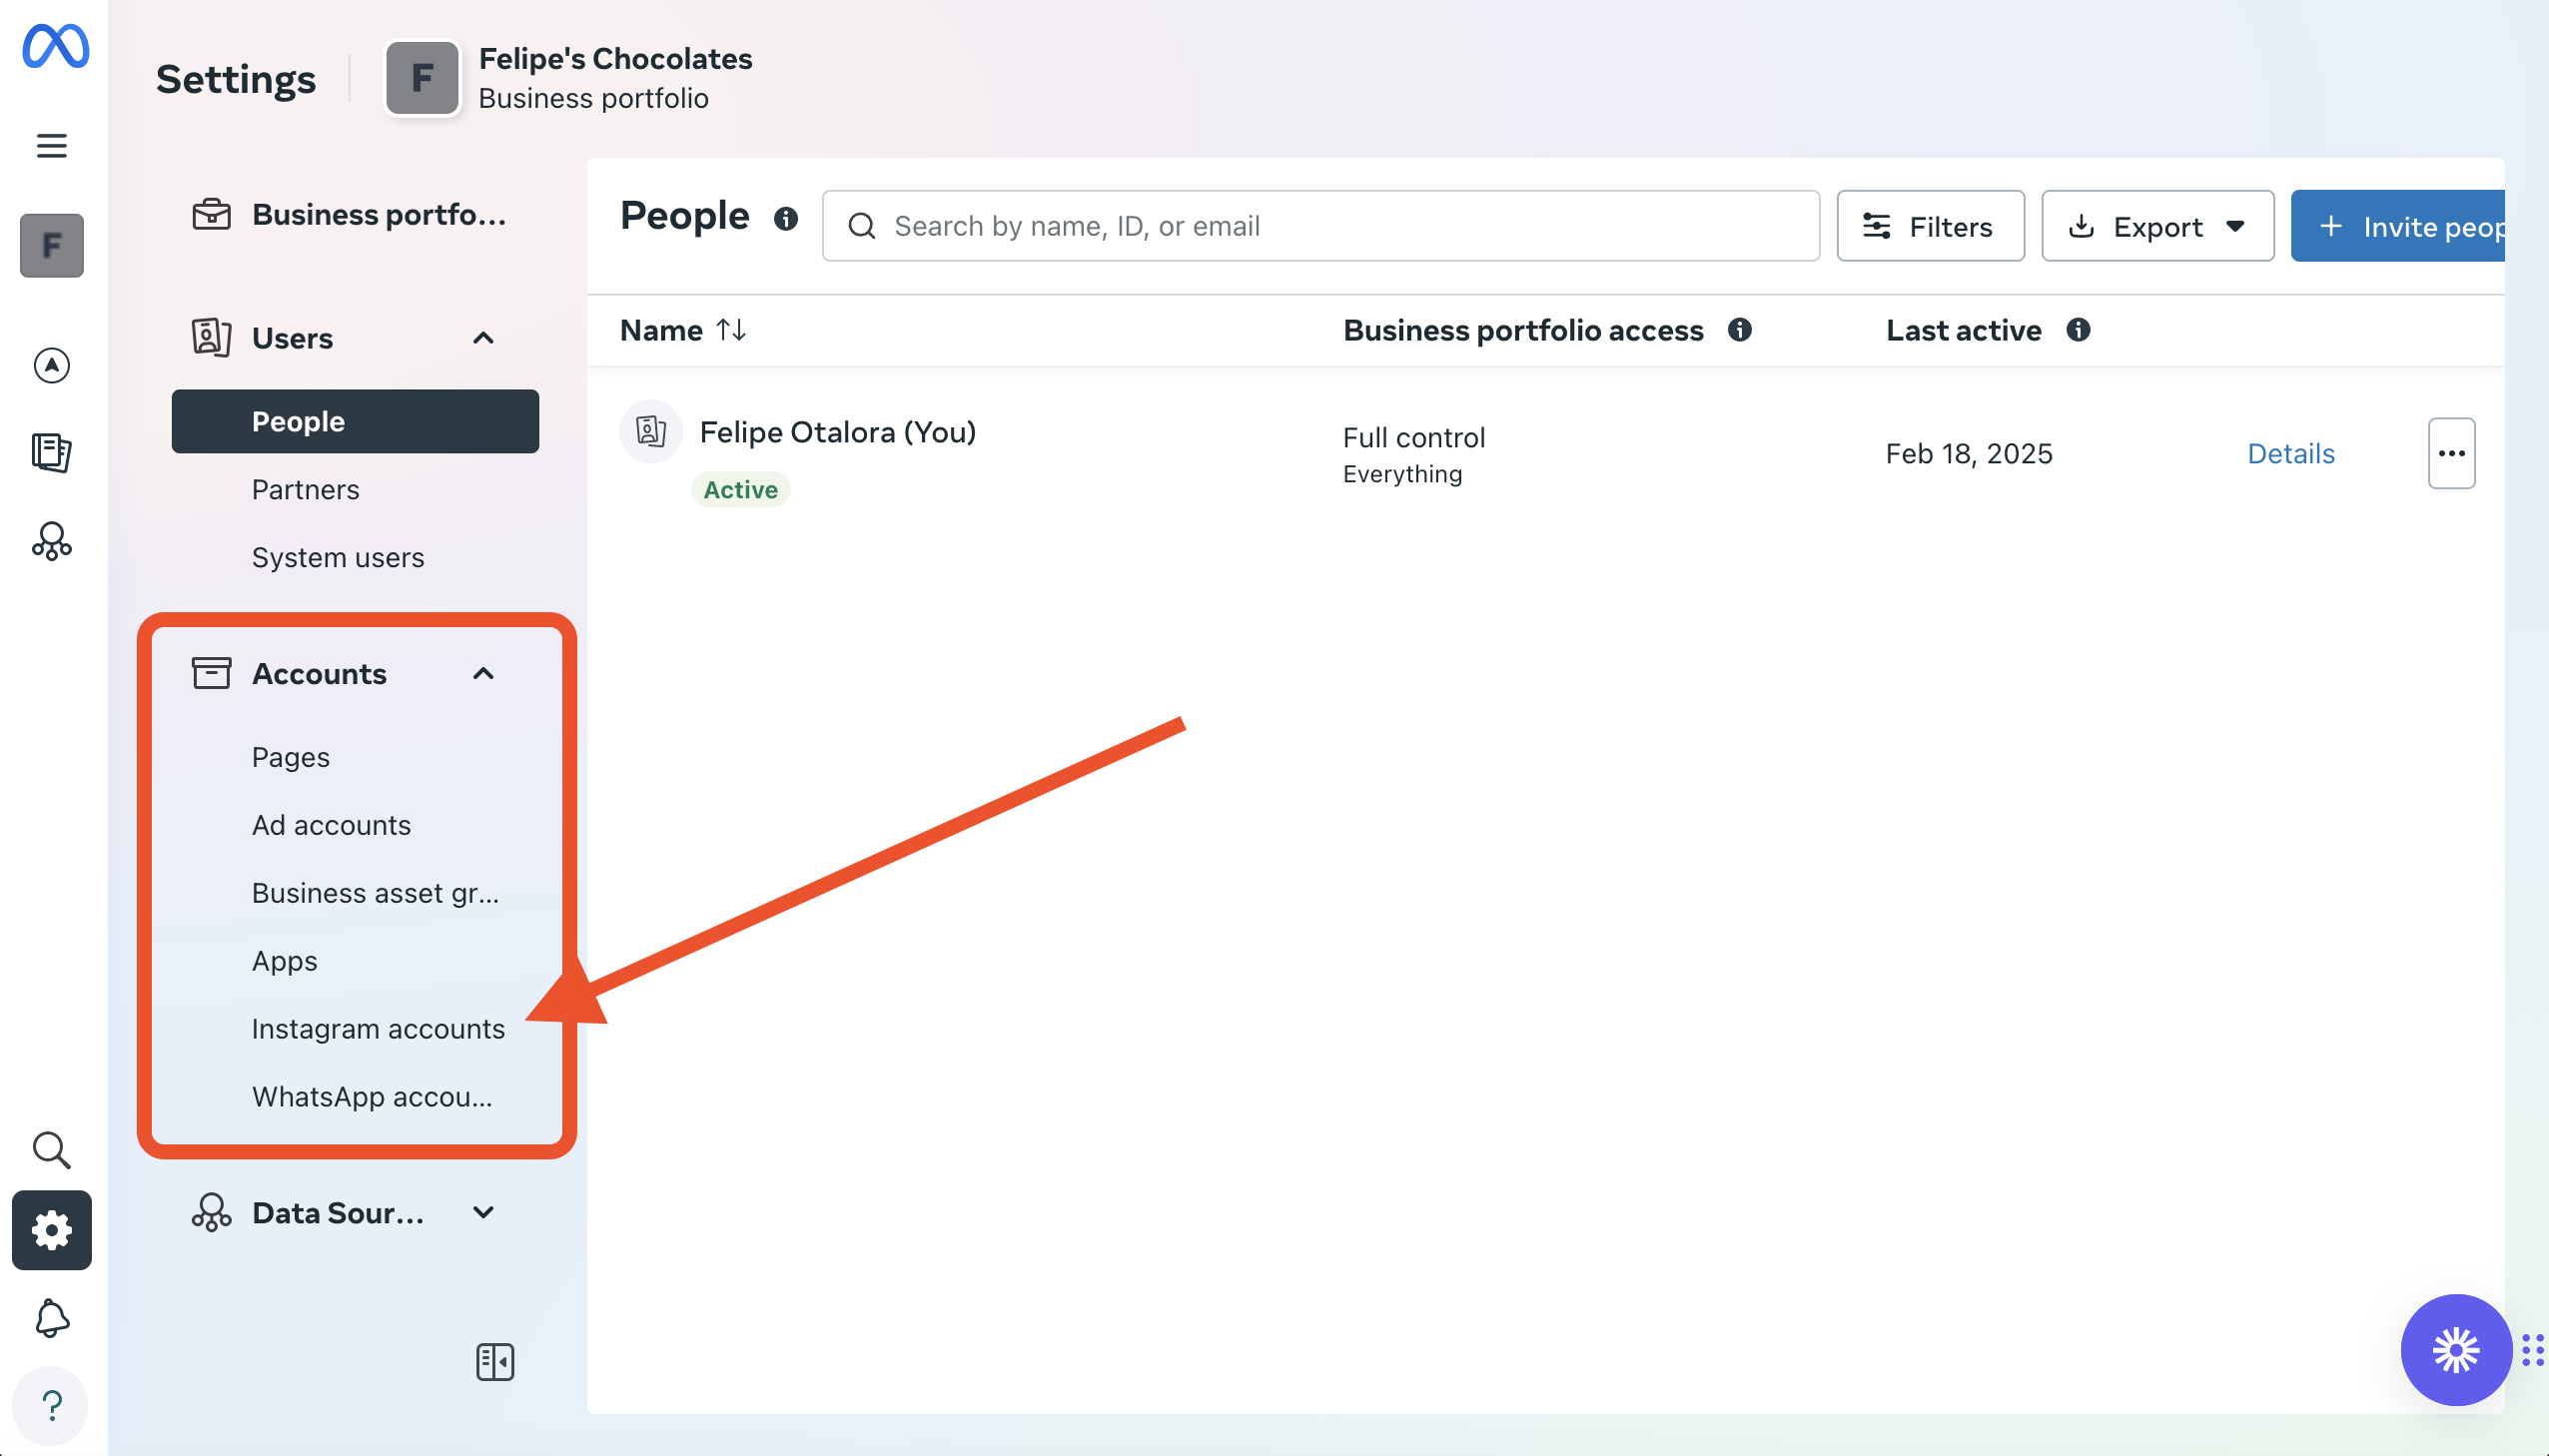 Settings
F
Felipe's Chocolates
Business portfolio
F
Business portfo...
Users
People
Partners
System users
Accounts
Pages
Ad accounts
Business asset gr...
Apps
Instagram accounts
WhatsApp accou...
Data Sour...
?
People
Search by name, ID, or email
Filters
Export
+ Invite peop
Name
Business portfolio access
Last active
Felipe Otalora (You)
Active
Full control
Everything
Feb 18, 2025
Details